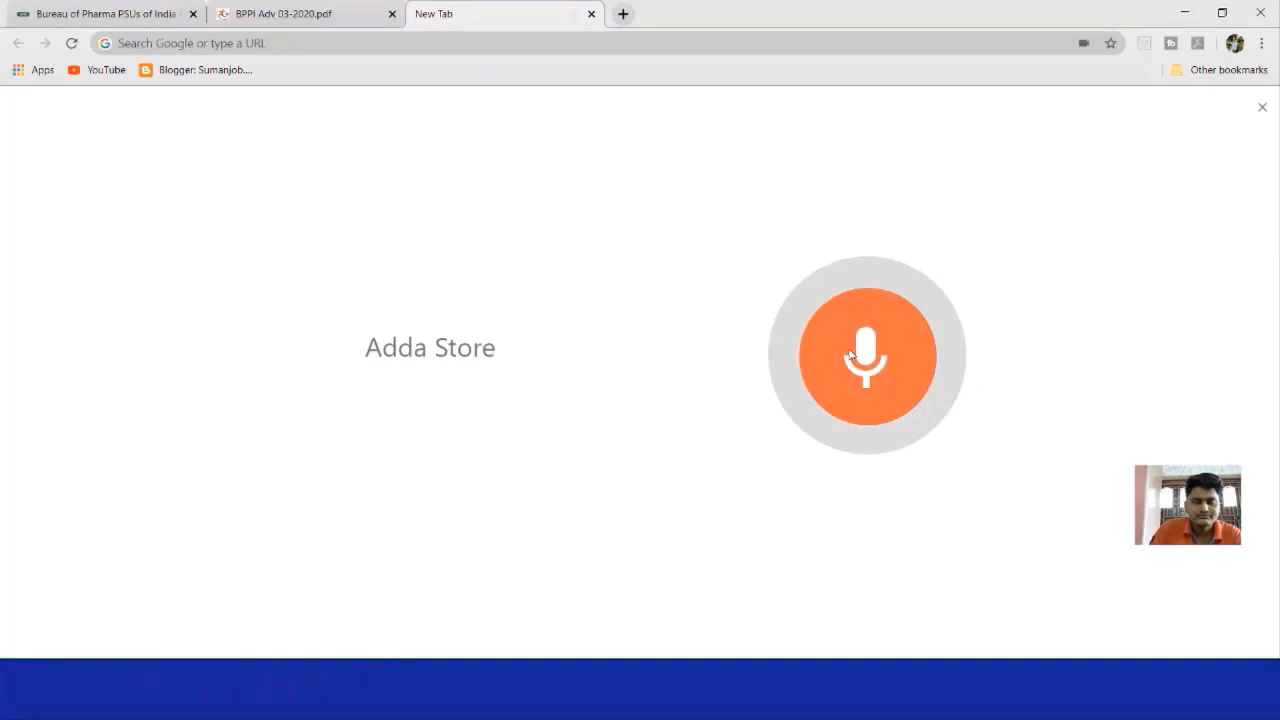 Bureau of Pharma PSUs of India
BPPI Adv 03-2020.pdf
New Tab
Search Google or type a URL
Apps
YouTube
Blogger: Sumanjob....
Other bookmarks
Adda Store